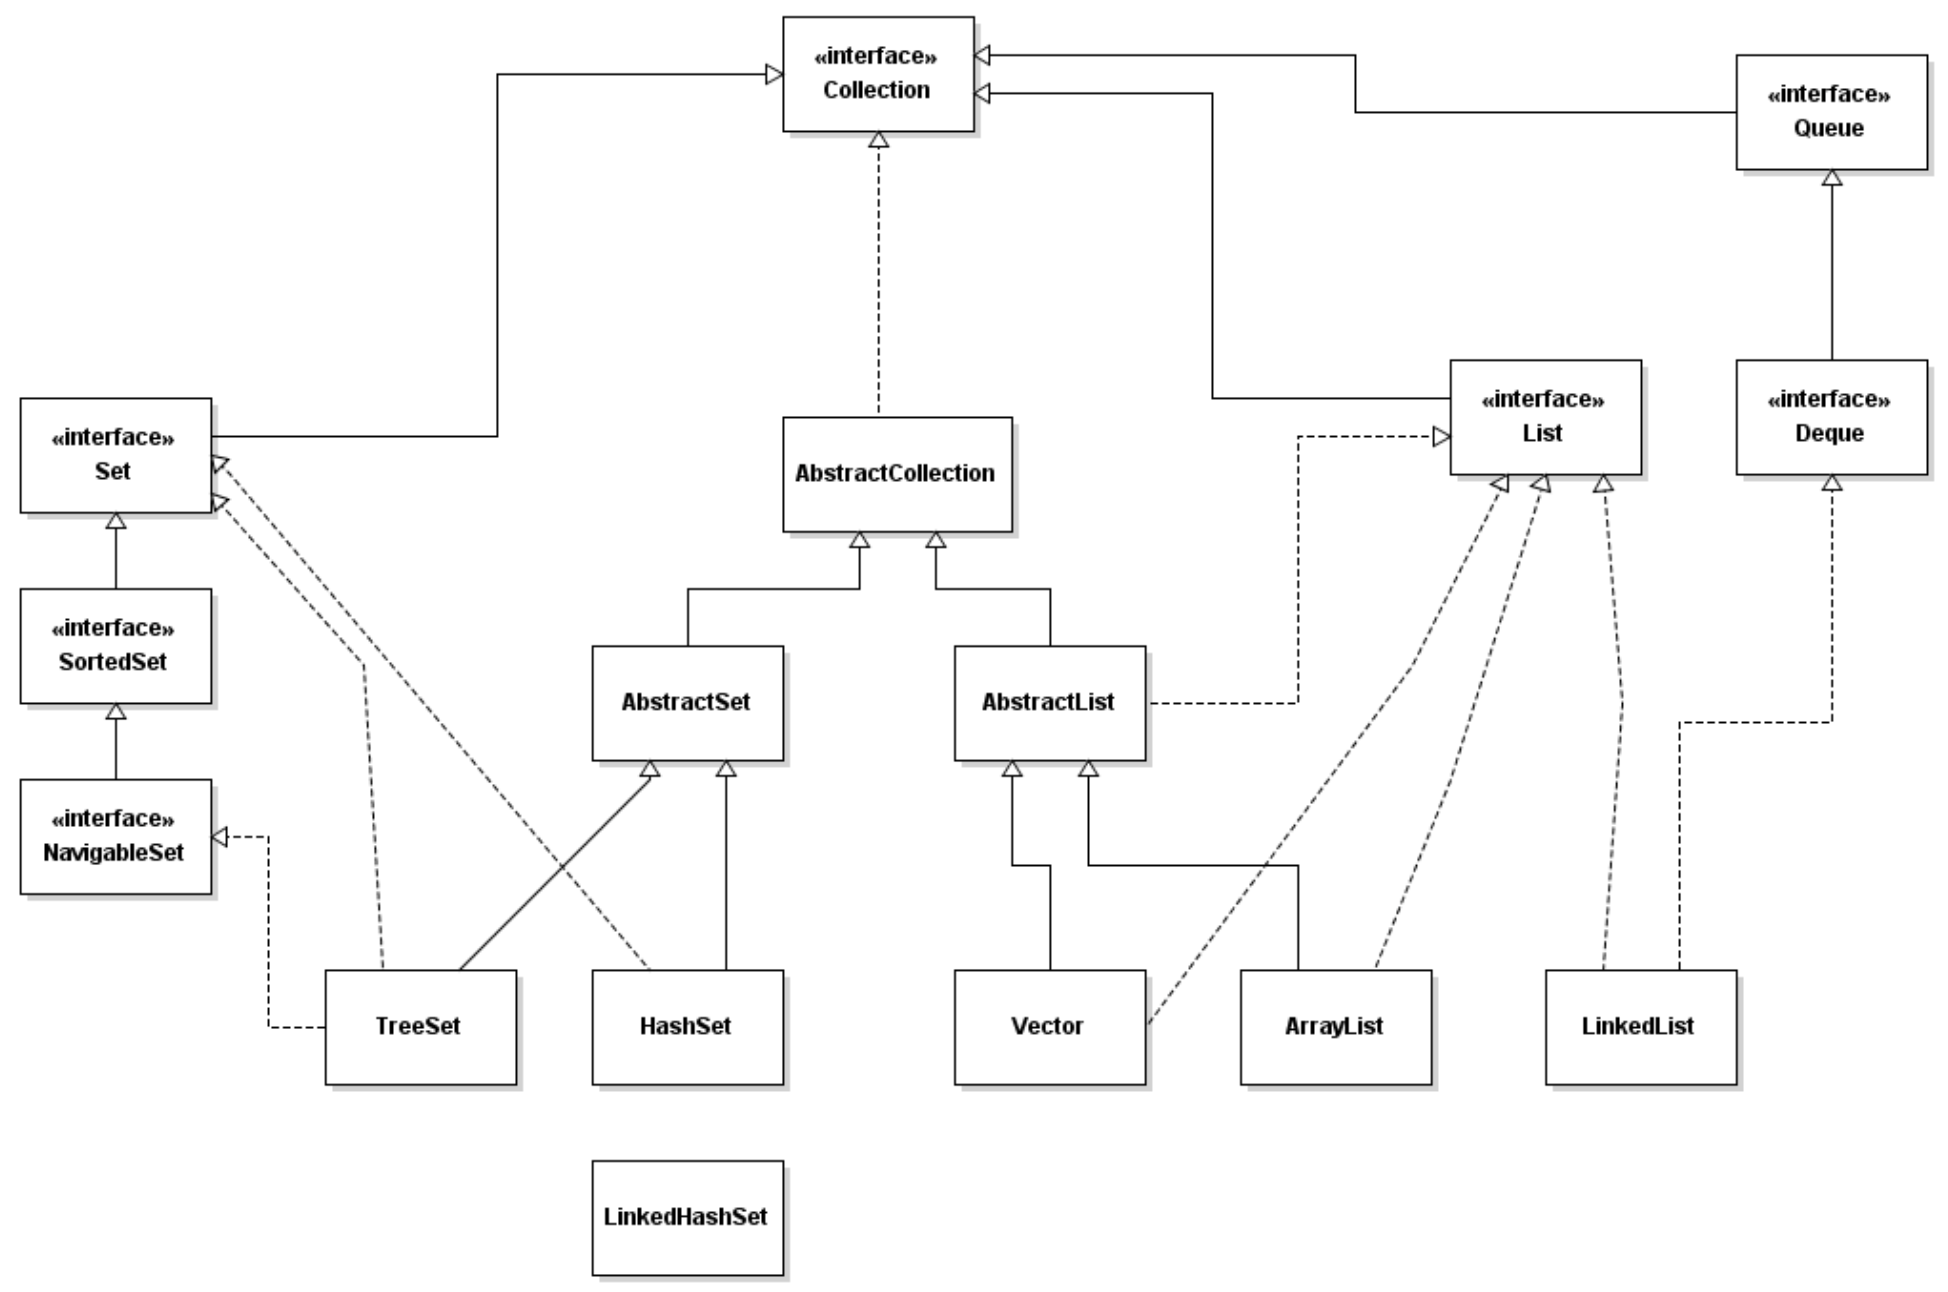 «interface»
Collection
«interface»
Queue
«interface»
Set
AbstractCollection
«interface»
List
«interface»
Deque
«interface»
SortedSet
AbstractSet
AbstractList
«interface»
NavigableSet
TreeSet
HashSet
Vector
ArrayList
LinkedList
LinkedHashSet